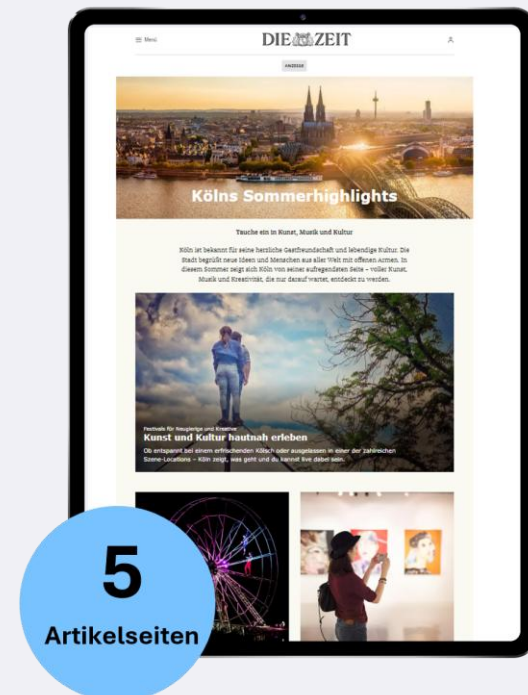 Menü
DIE ZEIT
ANZEIGE
Kölns Sommerhighlights
Tauche ein in Kunst, Musik und Kultur
Köln ist bekannt für seine herzliche Gastfreundschaft und lebendige Kultur. Die
Stadt begrüßt neue Ideen und Menschen aus aller Welt mit offenen Armen. In
diesem Sommer zeigt sich Köln von seiner aufregendsten Seite – voller Kunst,
Musik und Kreativität, die nur darauf wartet, entdeckt zu werden.
Festivals für Neugierige und Kreative
Kunst und Kultur hautnah erleben
Ob entspannt bei einem erfrischenden Kölsch oder ausgelassen in einer der zahlreichen
Szene-Locations – Köln zeigt, was geht und du kannst live dabei sein.
5
Artikelseiten